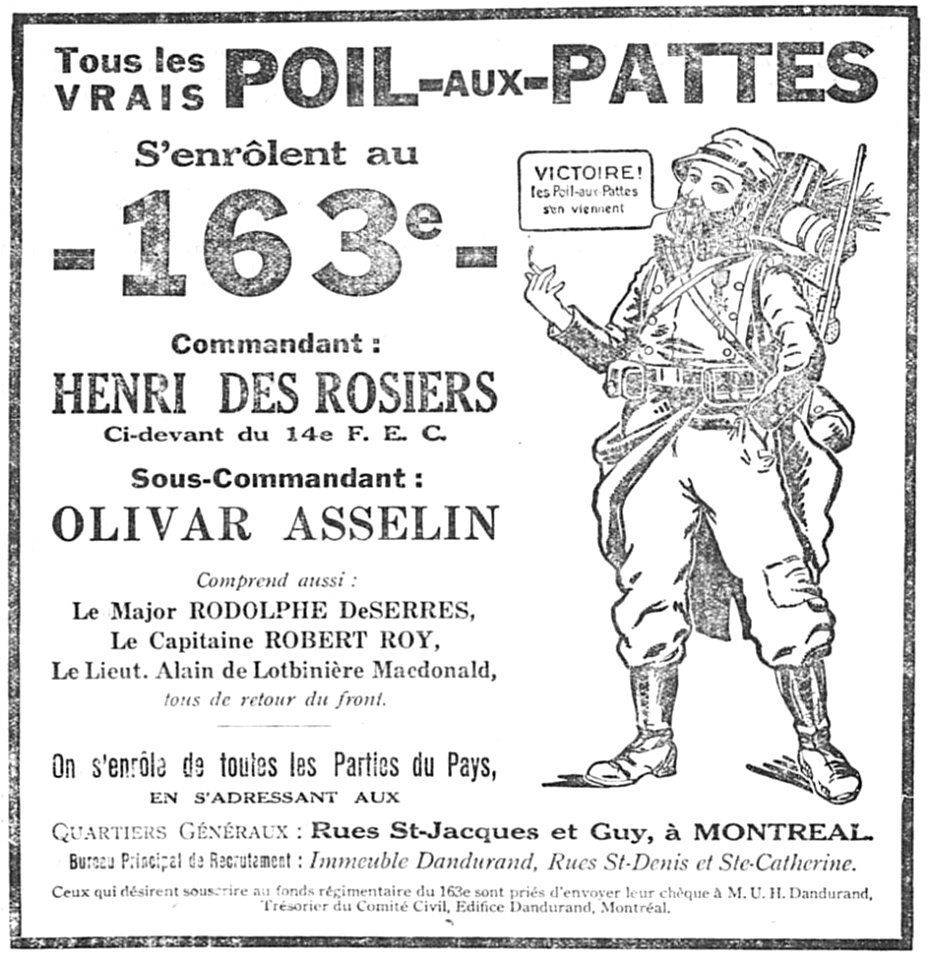 Tous les
VRAIS
POIL-AUX-PATTES
S'enrôlent au
-163e-
VICTOIRE!
les Poil-aux-Pattes
s'en viennent
Commandant :
HENRI DES ROSIERS
Ci-devant du 14e F. E. C.
Sous-Commandant :
OLIVAR ASSELIN
Comprend aussi :
Le Major RODOLPHE DeSERRES,
Le Capitaine ROBERT ROY,
Le Lieut. Alain de Lotbinière Macdonald,
tous de retour du front.
On s'enrôle de toutes les Parties du Pays,
EN S'ADRESSANT AUX
QUARTIERS GÉNÉRAUX : Rues St-Jacques et Guy, à MONTREAL.
Bureau Principal de Recrutement : Immeuble Dandurand, Rues St-Denis et Ste-Catherine.
Ceux qui désirent souscrire au fonds régimentaire du 163e sont priés d'envoyer leur chèque à M. U. H. Dandurand,
Trésorier du Comité Civil, Edifice Dandurand, Montréal.